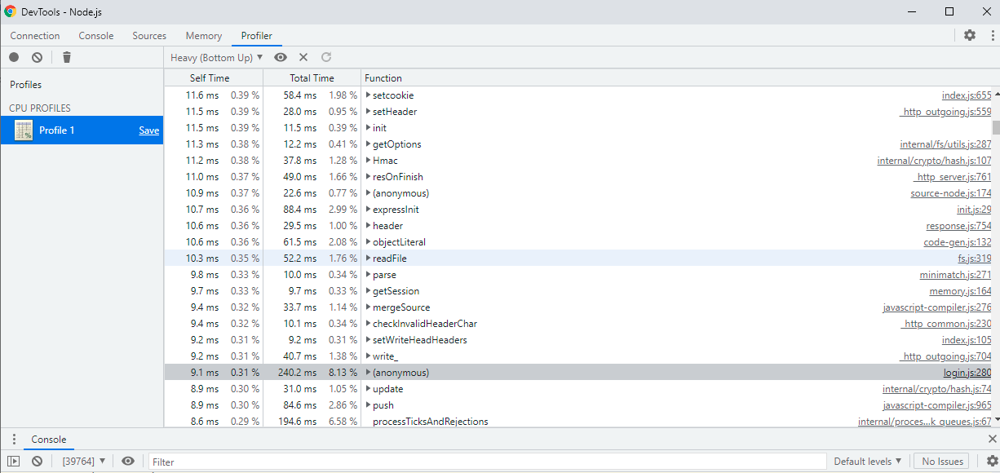 DevTools - Node.js
Connection Console Sources Memory Profiler
Heavy (Bottom Up) ▼
Profiles
CPU PROFILES
Profile 1 Save
Self Time Total Time Function
11.6 ms 0.39 % 58.4 ms 1.98 % setcookie index.js:655
11.5 ms 0.39 % 28.0 ms 0.95 % setHeader _http_outgoing.js:559
11.5 ms 0.39 % 11.5 ms 0.39 % init
11.3 ms 0.38 % 12.2 ms 0.41 % getOptions internal/fs/utils.js:287
11.2 ms 0.38 % 37.8 ms 1.28 % Hmac internal/crypto/hash.js:107
11.0 ms 0.37 % 49.0 ms 1.66 % resOnFinish _http_server.js:761
10.9 ms 0.37 % 22.6 ms 0.77 % (anonymous) source-node.js:174
10.7 ms 0.36 % 88.4 ms 2.99 % expressInit init.js:29
10.6 ms 0.36 % 29.5 ms 1.00 % header response.js:754
10.6 ms 0.36 % 61.5 ms 2.08 % objectLiteral code-gen.js:132
10.3 ms 0.35 % 52.2 ms 1.76 % readFile fs.js:319
9.8 ms 0.33 % 10.0 ms 0.34 % parse minimatch.js:271
9.7 ms 0.33 % 9.7 ms 0.33 % getSession memory.js:164
9.4 ms 0.32 % 33.7 ms 1.14 % mergeSource javascript-compiler.js:276
9.4 ms 0.32 % 10.1 ms 0.34 % checkInvalidHeaderChar _http_common.js:230
9.2 ms 0.31 % 9.2 ms 0.31 % setWriteHeadHeaders index.js:105
9.2 ms 0.31 % 40.7 ms 1.38 % write_ _http_outgoing.js:704
9.1 ms 0.31 % 240.2 ms 8.13 % (anonymous) login.js:280
8.9 ms 0.30 % 31.0 ms 1.05 % update internal/crypto/hash.js:74
8.9 ms 0.30 % 84.6 ms 2.86 % push javascript-compiler.js:965
8.6 ms 0.29 % 194.6 ms 6.58 % processTicksAndRejections internal/proces…k_queues.js:67
Console
[39764] ▼ Filter Default levels ▼ No Issues